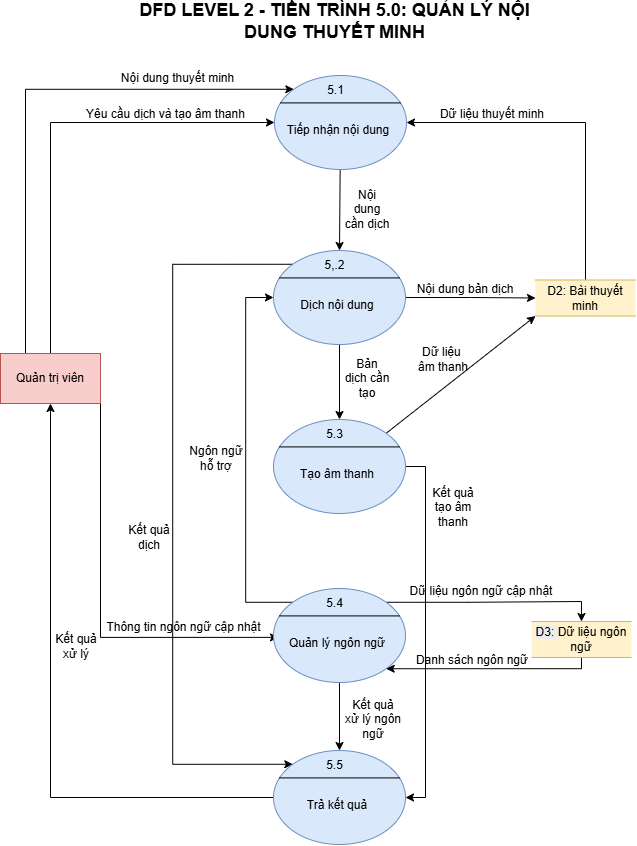 DFD LEVEL 2 - TIẾN TRÌNH 5.0: QUẢN LÝ NỘI
DUNG THUYẾT MINH
Nội dung thuyết minh
5.1
Yêu cầu dịch và tạo âm thanh
Dữ liệu thuyết minh
Tiếp nhận nội dung
Nội
dung
cần dịch
5,.2
Nội dung bản dịch
D2: Bài thuyết
minh
Dịch nội dung
Dữ liệu
âm thanh
Bản
dịch cần
tạo
Quản trị viên
5.3
Ngôn ngữ
hỗ trợ
Tạo âm thanh
Kết quả
tạo âm
thanh
Kết quả
dịch
Dữ liệu ngôn ngữ cập nhật
5.4
Thông tin ngôn ngữ cập nhật
D3: Dữ liệu ngôn
ngữ
Kết quả
xử lý
Quản lý ngôn ngữ
Danh sách ngôn ngữ
Kết quả
xử lý ngôn
ngữ
5.5
Trả kết quả